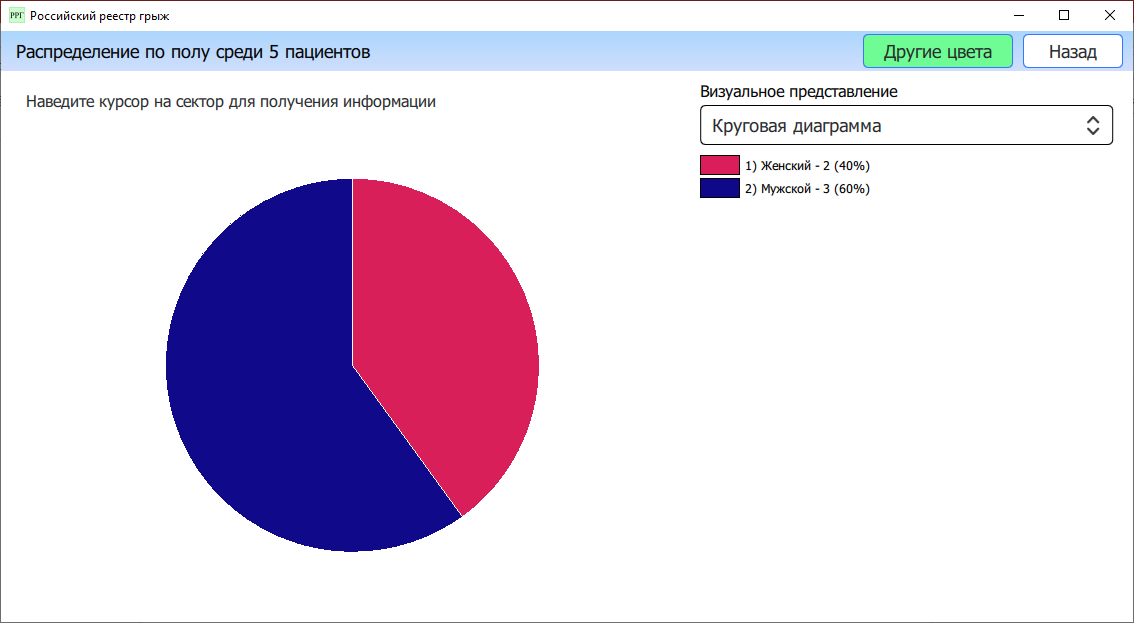 РРГ Российский реестр грыж
Распределение по полу среди 5 пациентов
Другие цвета
Назад
Наведите курсор на сектор для получения информации
Визуальное представление
Круговая диаграмма
1) Женский - 2 (40%)
2) Мужской - 3 (60%)